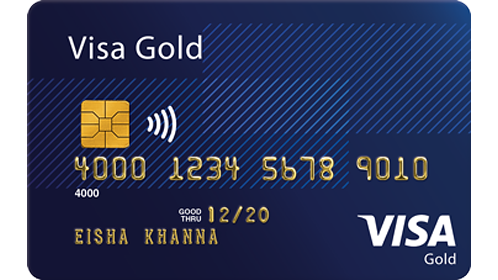 Visa Gold
4000 1234 5678 9010
4000
GOOD THRU 12/20
EISHA KHANNA
VISA
Gold